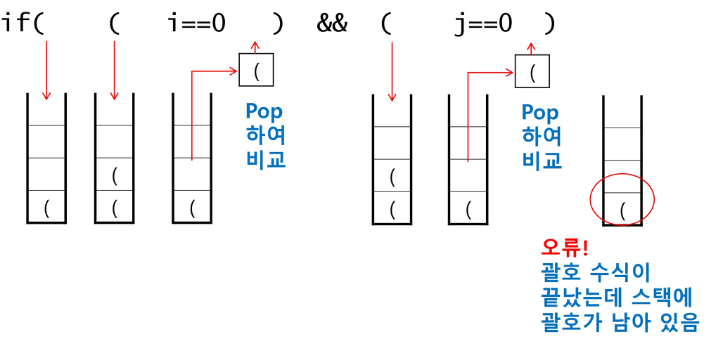 if( ( i==0 ) && ( j==0 )
( (
Pop Pop
하여 하여
비교 비교
( (
( ( ( ( ( ( (
오류!
괄호 수식이
끝났는데 스택에
괄호가 남아 있음